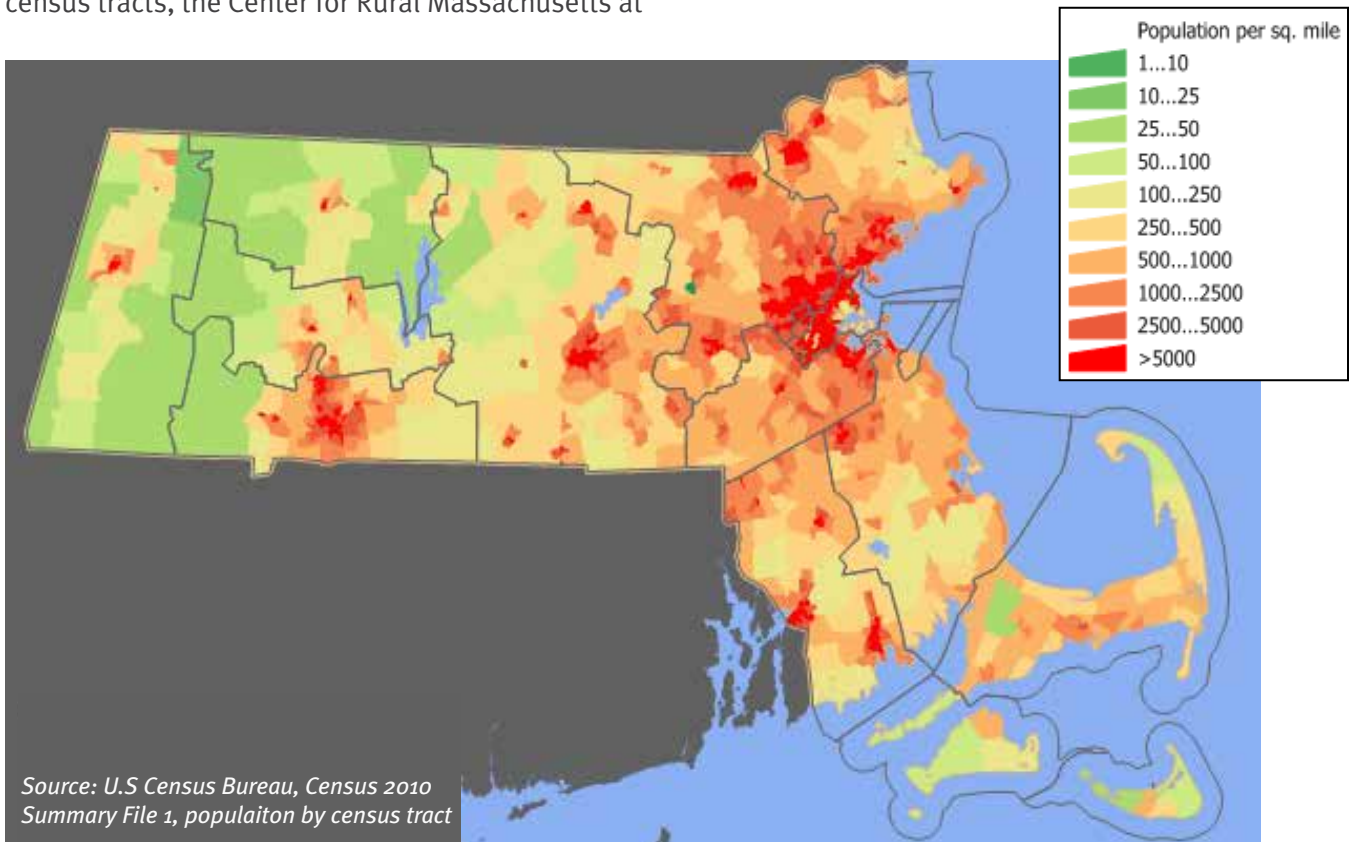 census tracts, the Center for Rural Massachusetts at
Population per sq. mile
1...10
10...25
25...50
50...100
100...250
250...500
500...1000
1000...2500
2500...5000
>5000
Source: U.S Census Bureau, Census 2010
Summary File 1, populaiton by census tract